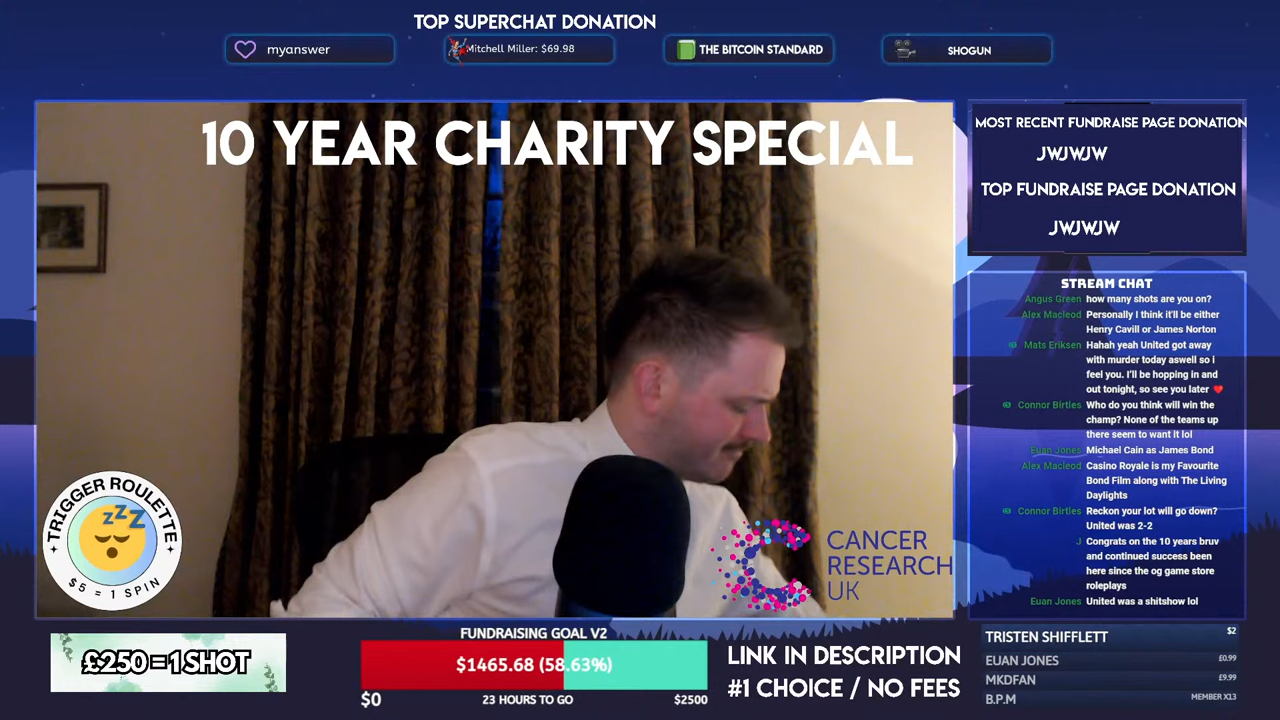 TOP SUPERCHAT DONATION
myanswer
Mitchell Miller: $69.98
THE BITCOIN STANDARD
SHOGUN
10 YEAR CHARITY SPECIAL
MOST RECENT FUNDRAISE PAGE DONATION
JWJWJW
TOP FUNDRAISE PAGE DONATION
JWJWJW
STREAM CHAT
Angus Green how many shots are you on?
Alex Macleod Personally I think it'll be either
Henry Cavill or James Norton
Mats Eriksen Hahah yeah United got away
with murder today aswell so i
feel you. I'll be hopping in and
out tonight, so see you later ❤️
Connor Birtles Who do you think will win the
champ? None of the teams up
there seem to want it lol
Euan Jones Michael Cain as James Bond
Alex Macleod Casino Royale is my Favourite
Bond Film along with The Living
Daylights
Connor Birtles Reckon your lot will go down?
United was 2-2
J Congrats on the 10 years bruv
and continued success been
here since the og game store
roleplays
Euan Jones United was a shitshow lol
TRIGGER ROULETTE
zzZ
$5 = 1 SPIN
CANCER
RESEARCH
UK
£250 = 1 SHOT
FUNDRAISING GOAL V2
$1465.68 (58.63%)
$0
23 HOURS TO GO
$2500
LINK IN DESCRIPTION
#1 CHOICE / NO FEES
TRISTEN SHIFFLETT $2
EUAN JONES £0.99
MKDFAN £9.99
B.P.M MEMBER X13